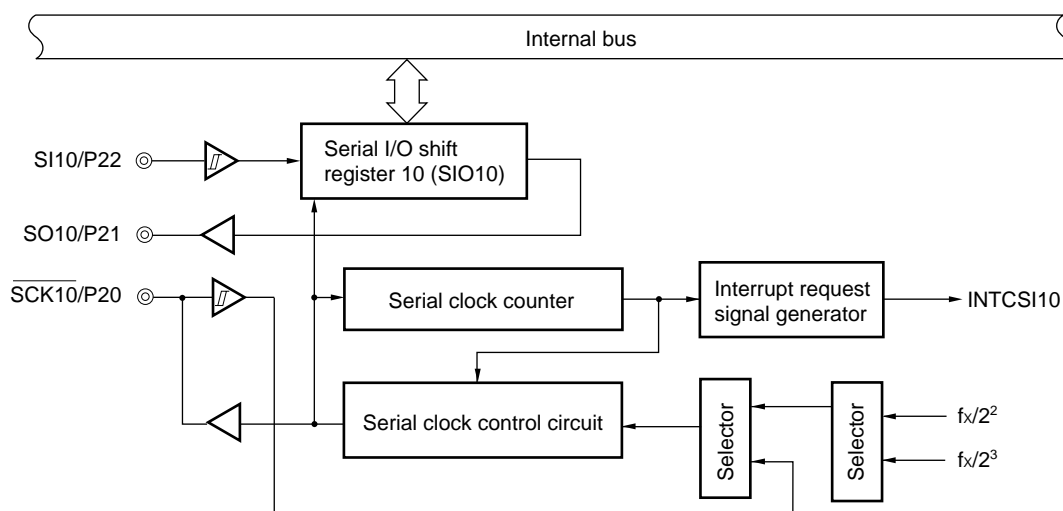 Internal bus
SI10/P22
Serial I/O shift
register 10 (SIO10)
SO10/P21
SCK10/P20
Serial clock counter
Interrupt request
signal generator
INTCSI10
Serial clock control circuit
Selector
Selector
fx/2²
fx/2³